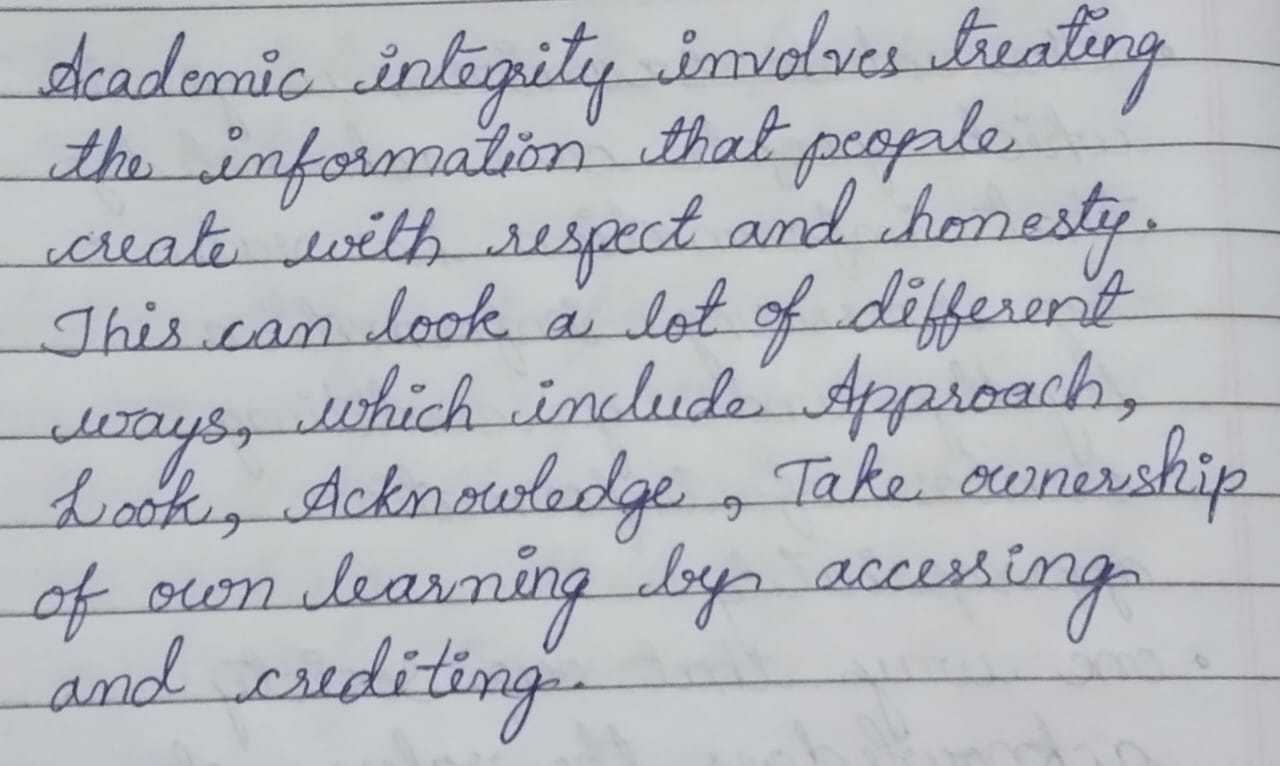 Academic integrity involves treating
the information that people
create with respect and honesty.
This can look a lot of different
ways, which include Approach,
Look, Acknowledge, Take ownership
of own learning by accessing
and crediting.